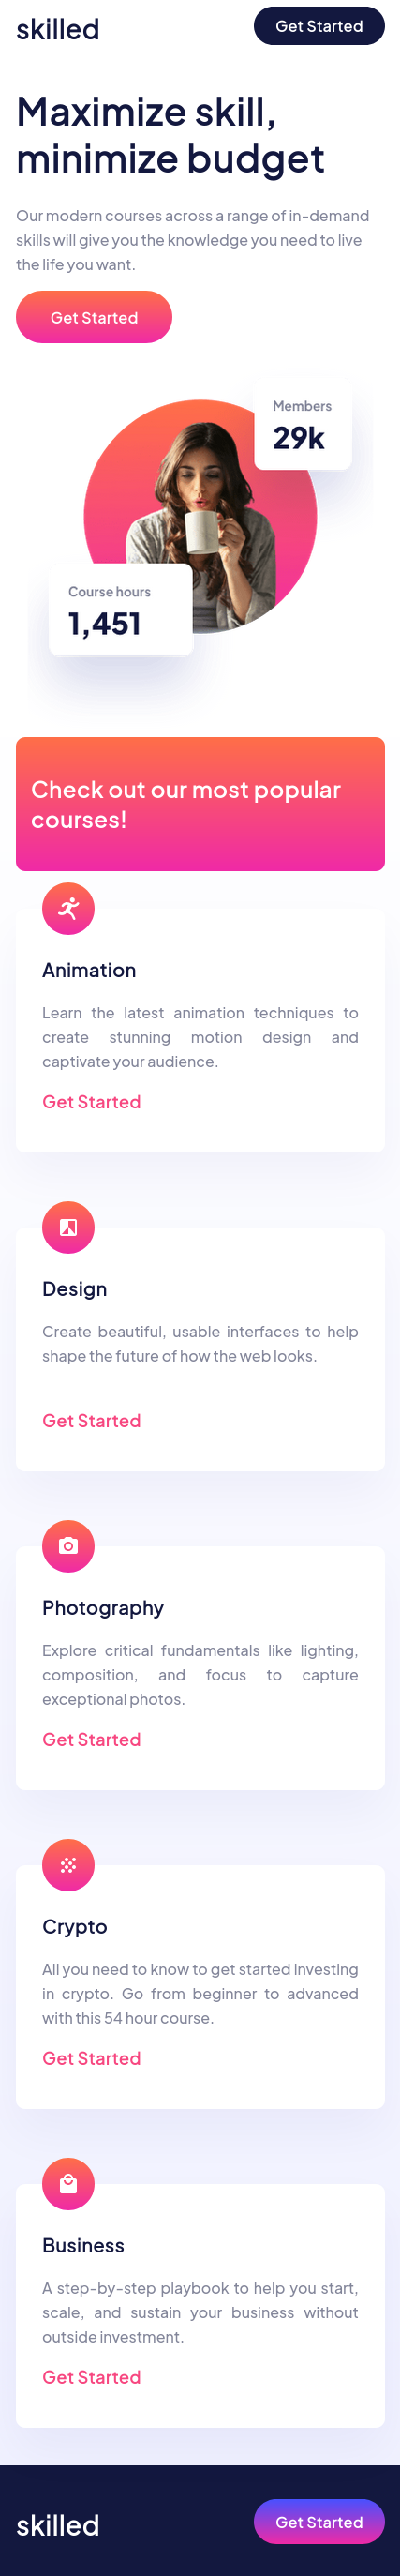 skilled
Get Started
Maximize skill,
minimize budget
Our modern courses across a range of in-demand
skills will give you the knowledge you need to live
the life you want.
Get Started
Members
29k
Course hours
1,451
Check out our most popular
courses!
Animation
Learn the latest animation techniques to
create stunning motion design and
captivate your audience.
Get Started
Design
Create beautiful, usable interfaces to help
shape the future of how the web looks.
Get Started
Photography
Explore critical fundamentals like lighting,
composition, and focus to capture
exceptional photos.
Get Started
Crypto
All you need to know to get started investing
in crypto. Go from beginner to advanced
with this 54 hour course.
Get Started
Business
A step-by-step playbook to help you start,
scale, and sustain your business without
outside investment.
Get Started
skilled
Get Started